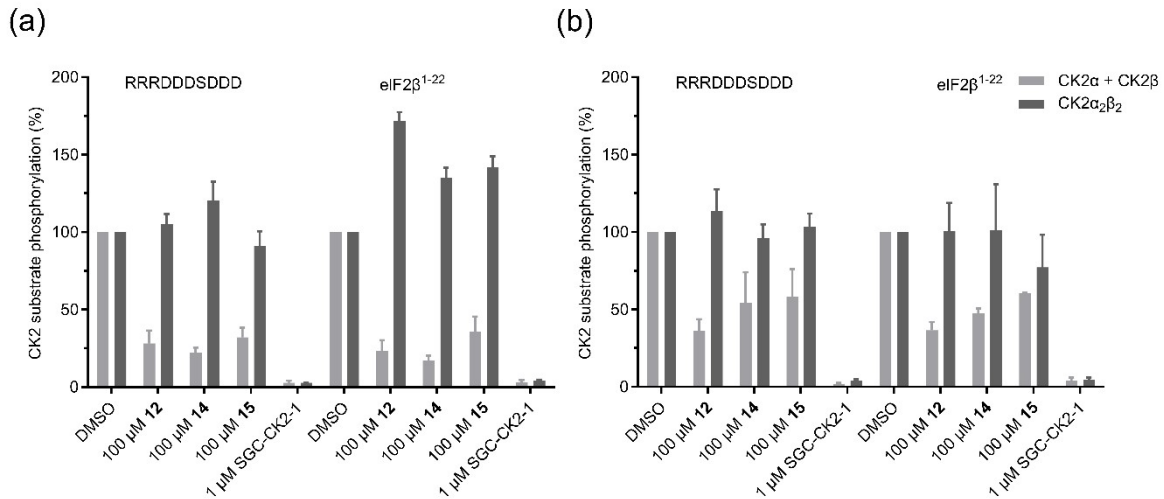 (a)
CK2 substrate phosphorylation (%)
200
150
100
50
0
RRRDDDSDDD
eIF2β1-22
DMSO
100 µM 12
100 µM 14
100 µM 15
1 µM SGC-CK2-1
DMSO
100 µM 12
100 µM 14
100 µM 15
1 µM SGC-CK2-1
(b)
CK2 substrate phosphorylation (%)
200
150
100
50
0
RRRDDDSDDD
eIF2β1-22
CK2α + CK2β
CK2α2β2
DMSO
100 µM 12
100 µM 14
100 µM 15
1 µM SGC-CK2-1
DMSO
100 µM 12
100 µM 14
100 µM 15
1 µM SGC-CK2-1